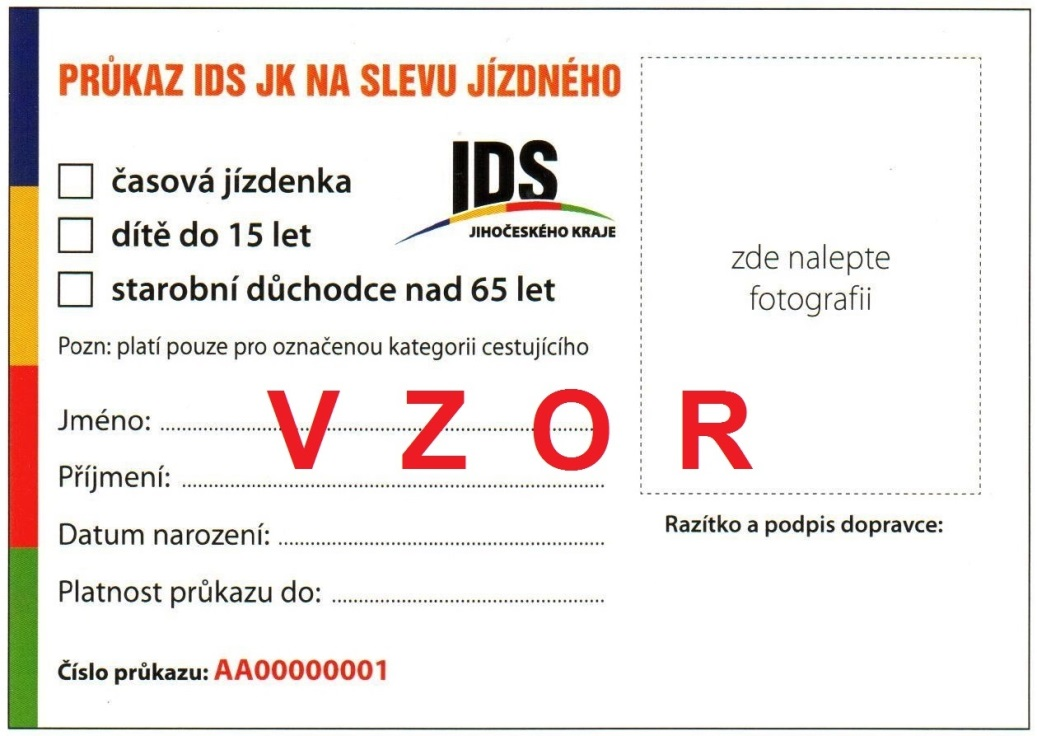 PRŮKAZ IDS JK NA SLEVU JÍZDNÉHO
IDS
JIHOČESKÉHO KRAJE
časová jízdenka
dítě do 15 let
starobní důchodce nad 65 let
Pozn: platí pouze pro označenou kategorii cestujícího
zde nalepte
fotografii
V Z O R
Jméno:
Příjmení:
Datum narození:
Platnost průkazu do:
Razítko a podpis dopravce:
Číslo průkazu: AA00000001